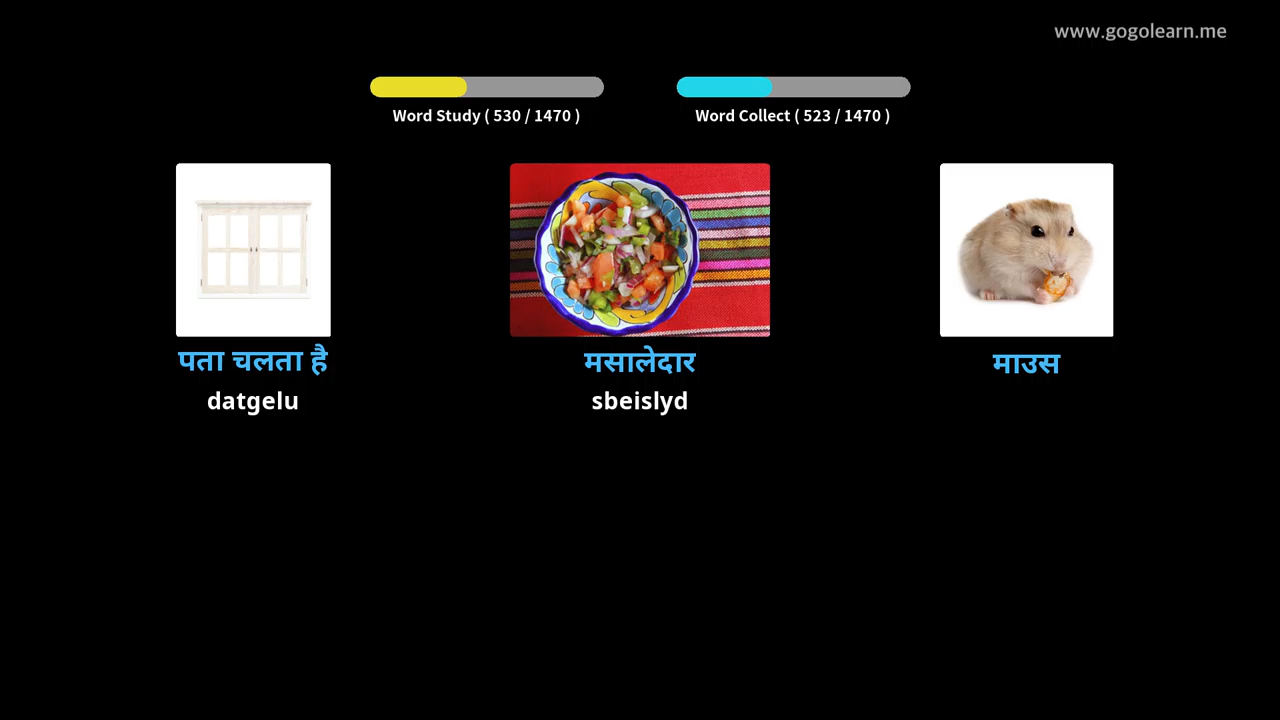 www.gogolearn.me
Word Study ( 530 / 1470 )
Word Collect ( 523 / 1470 )
पता चलता है
मसालेदार
माउस
datgelu
sbeislyd